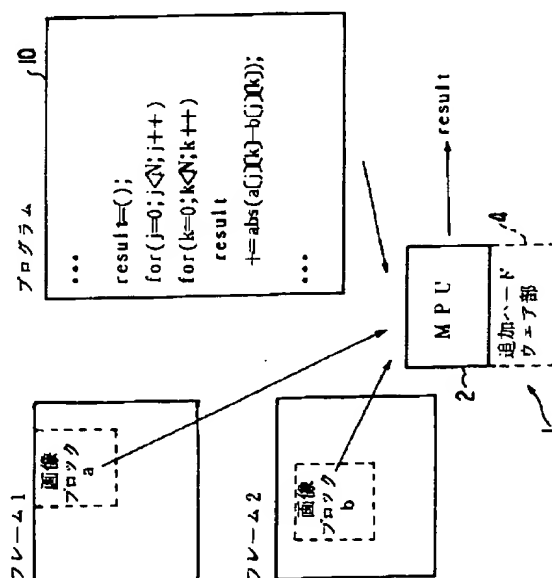 プログラム
10
•••
result=();
for(j=0;j<N;j++)
for(k=0;k<N;k++)
result
+=abs(a[j][k]-b[j][k]);
•••
フレーム1
画像
ブロック
a
フレーム2
画像
ブロック
b
MPU
追加ハード
ウェア部
2
4
1
result